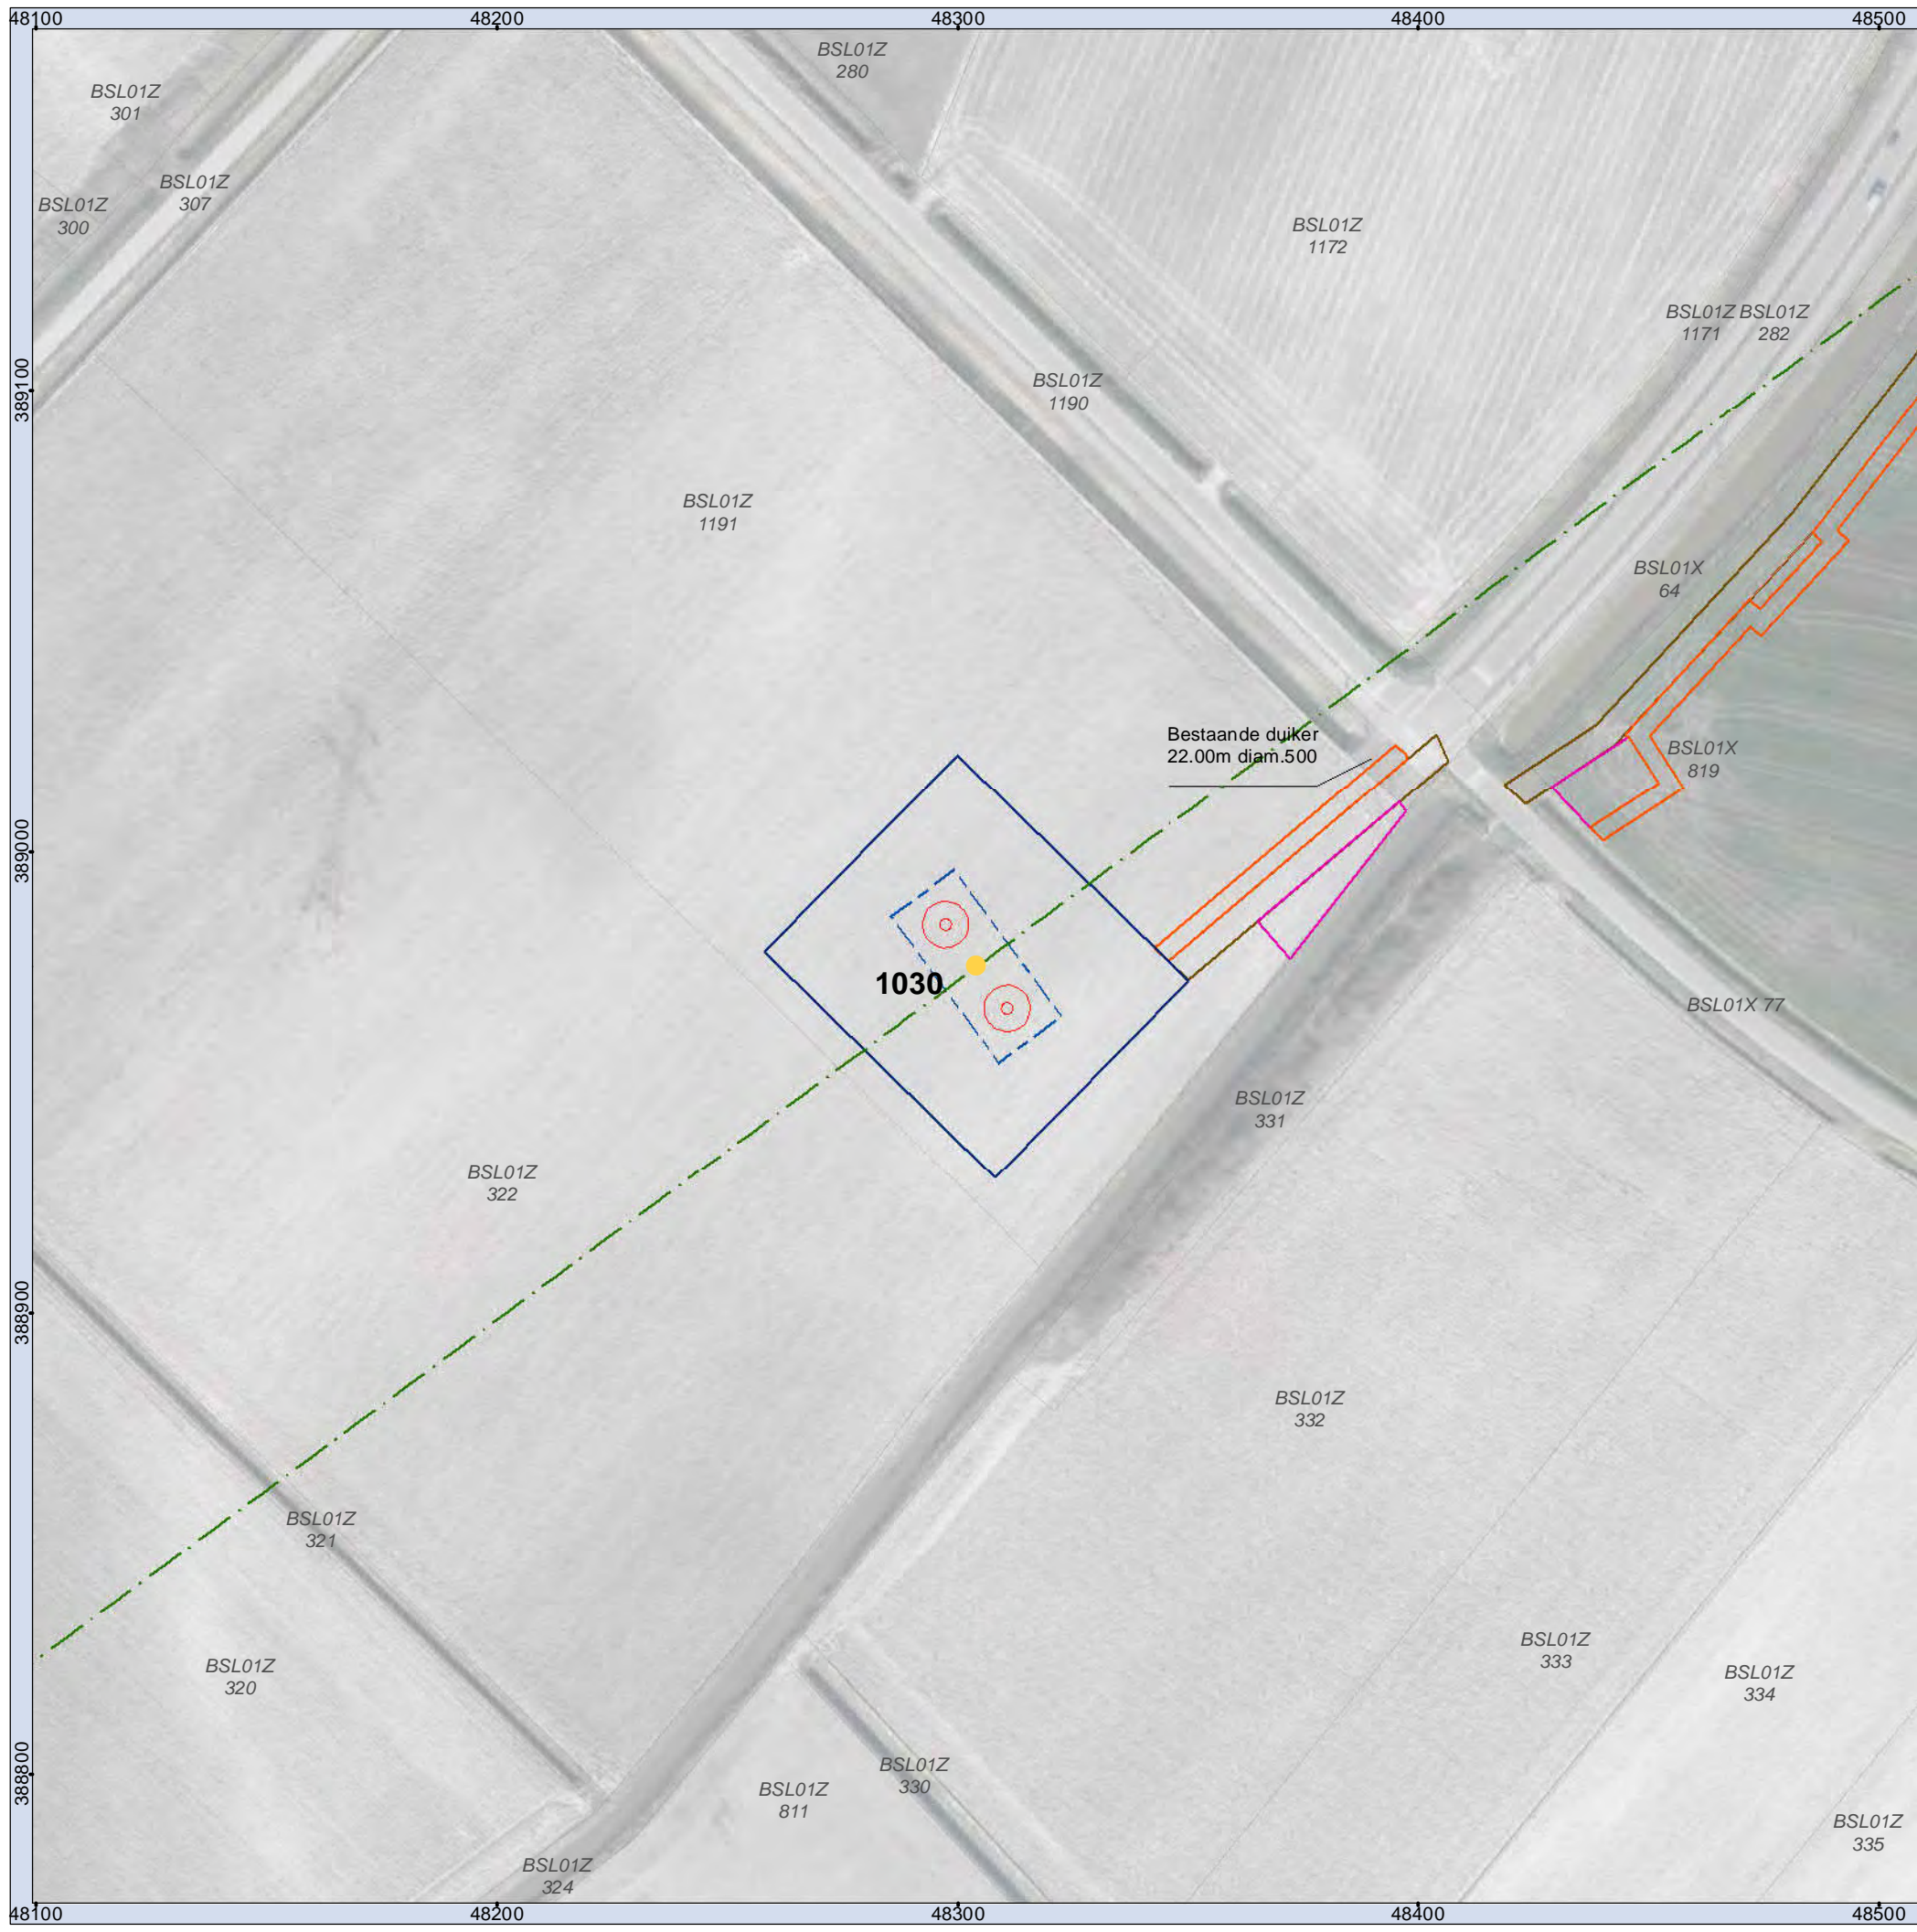 48100
48200
48300
48400
48500
BSL01Z
280
BSL01Z
301
BSL01Z
307
BSL01Z
300
BSL01Z
1172
BSL01Z
1171
BSL01Z
282
389100
BSL01Z
1190
BSL01Z
1191
BSL01X
64
Bestaande duiker
22.00m diam.500
BSL01X
819
389000
1030
BSL01X 77
BSL01Z
331
BSL01Z
322
388900
BSL01Z
332
BSL01Z
321
BSL01Z
320
BSL01Z
333
BSL01Z
334
388800
BSL01Z
330
BSL01Z
811
BSL01Z
335
BSL01Z
324
48100
48200
48300
48400
48500